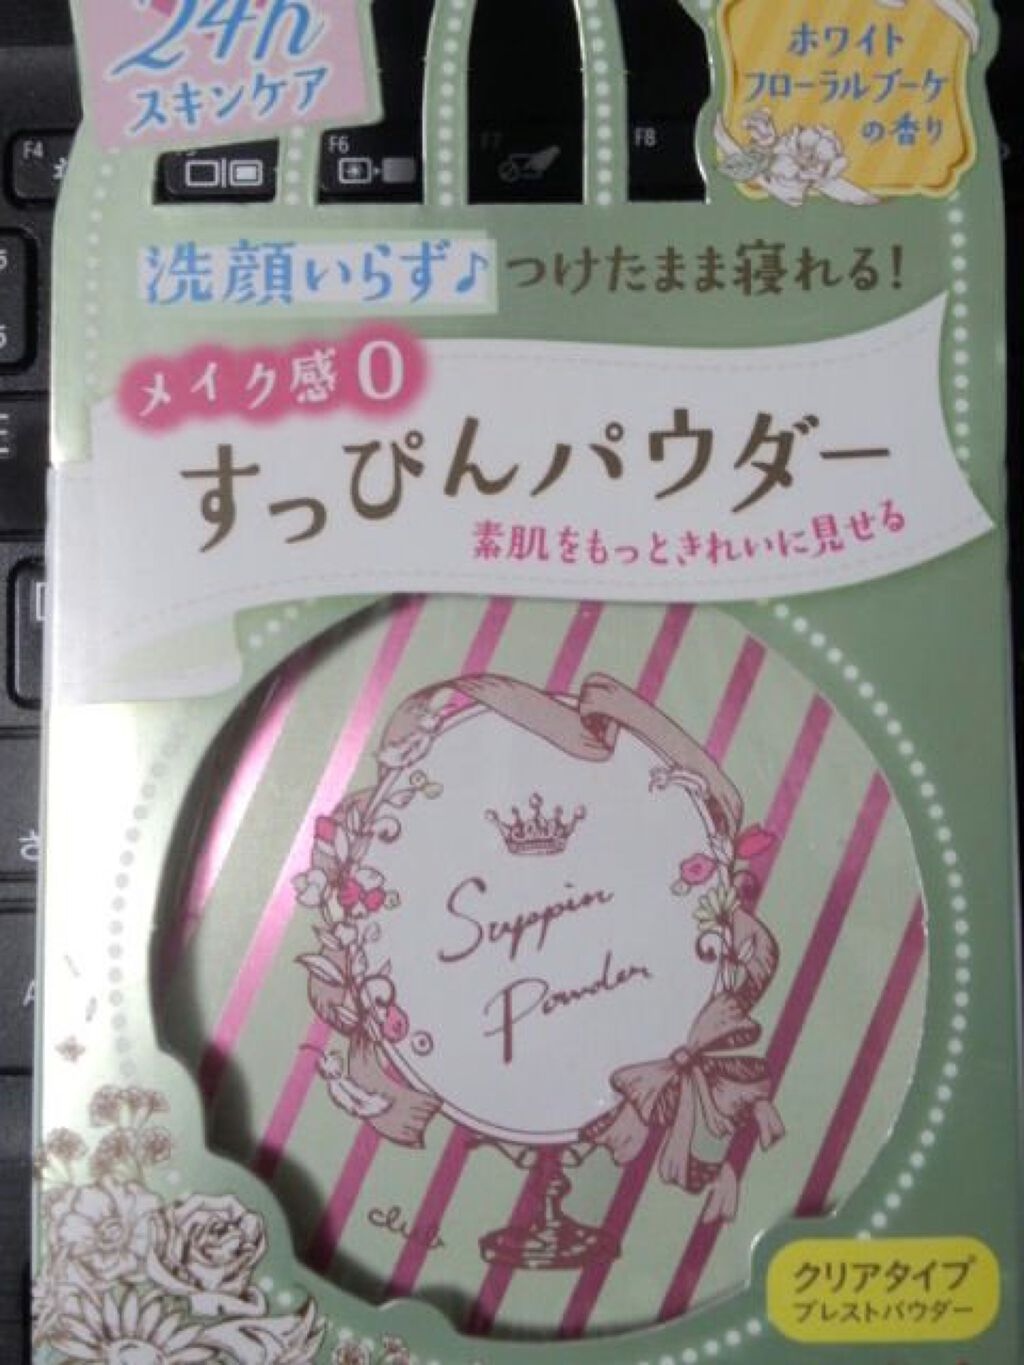 24h
スキンケア
ホワイト
フローラルブーケ
の香り
F4
F6
F7
F8
洗顔いらず♪ つけたまま寝れる!
メイク感0
すっぴんパウダー
素肌をもっときれいに見せる
Suppin
Powder
club
クリアタイプ
プレストパウダー
さ
A